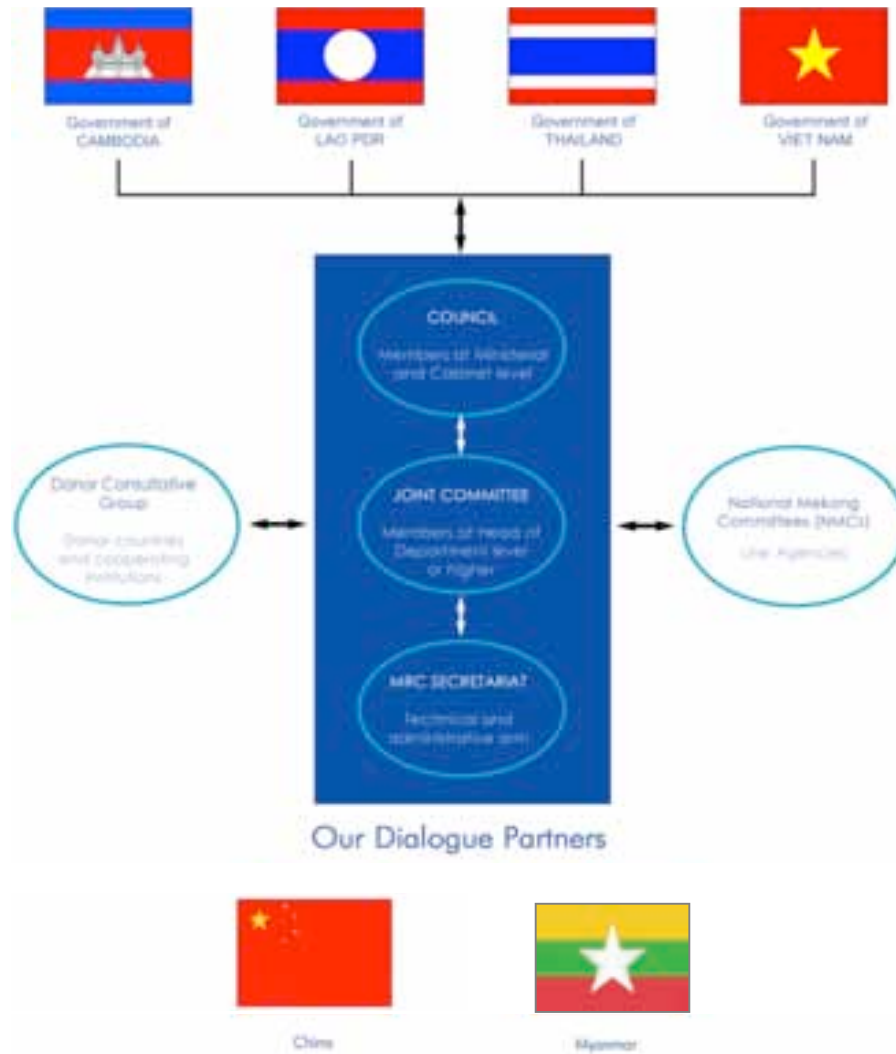 Government of
CAMBODIA
Government of
LAO PDR
Government of
THAILAND
Government of
VIET NAM
COUNCIL
Members at Ministerial
and Cabinet level
Donor Consultative
Group
Donor countries
and cooperating
institutions
JOINT COMMITTEE
Members at Head of
Department level
or higher
National Mekong
Committees (NMCs)
Line Agencies
MRC SECRETARIAT
Technical and
administrative arm
Our Dialogue Partners
China
Myanmar